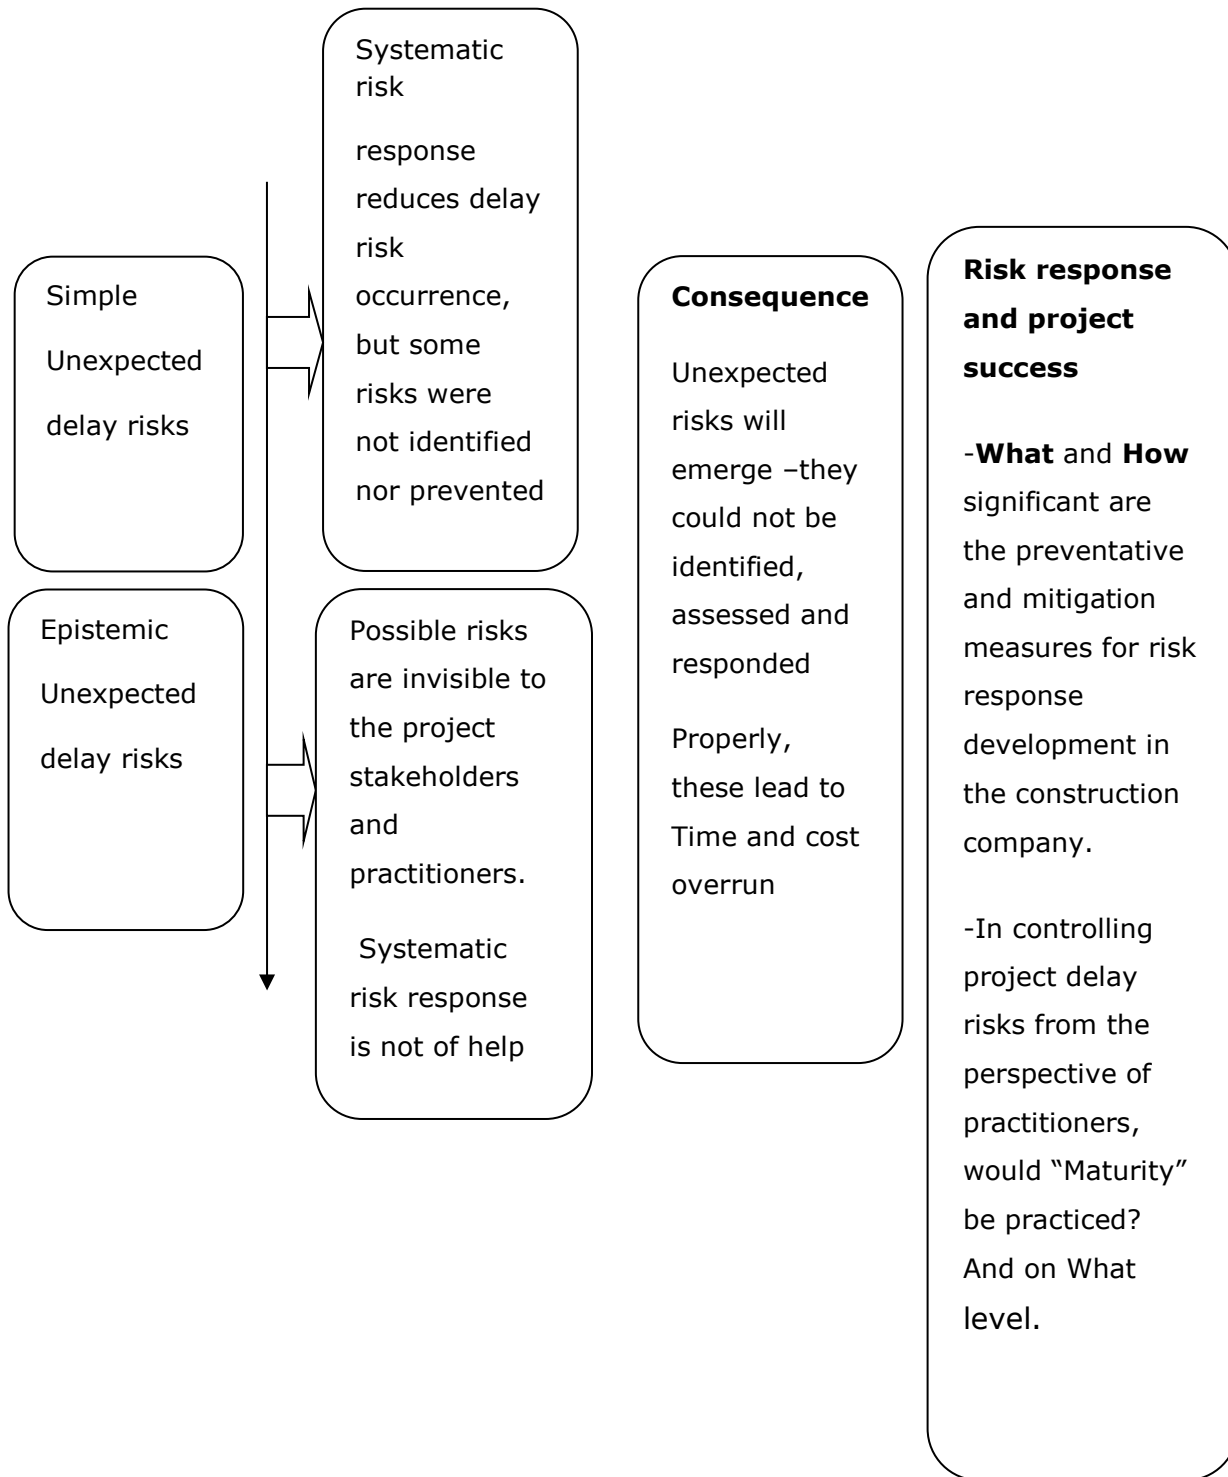 Simple
Unexpected
delay risks
Epistemic
Unexpected
delay risks
Systematic
risk
response
reduces delay
risk
occurrence,
but some
risks were
not identified
nor prevented
Possible risks
are invisible to
the project
stakeholders
and
practitioners.
Systematic
risk response
is not of help
Consequence
Unexpected
risks will
emerge –they
could not be
identified,
assessed and
responded
Properly,
these lead to
Time and cost
overrun
Risk response
and project
success
-What and How
significant are
the preventative
and mitigation
measures for risk
response
development in
the construction
company.
-In controlling
project delay
risks from the
perspective of
practitioners,
would “Maturity”
be practiced?
And on What
level.